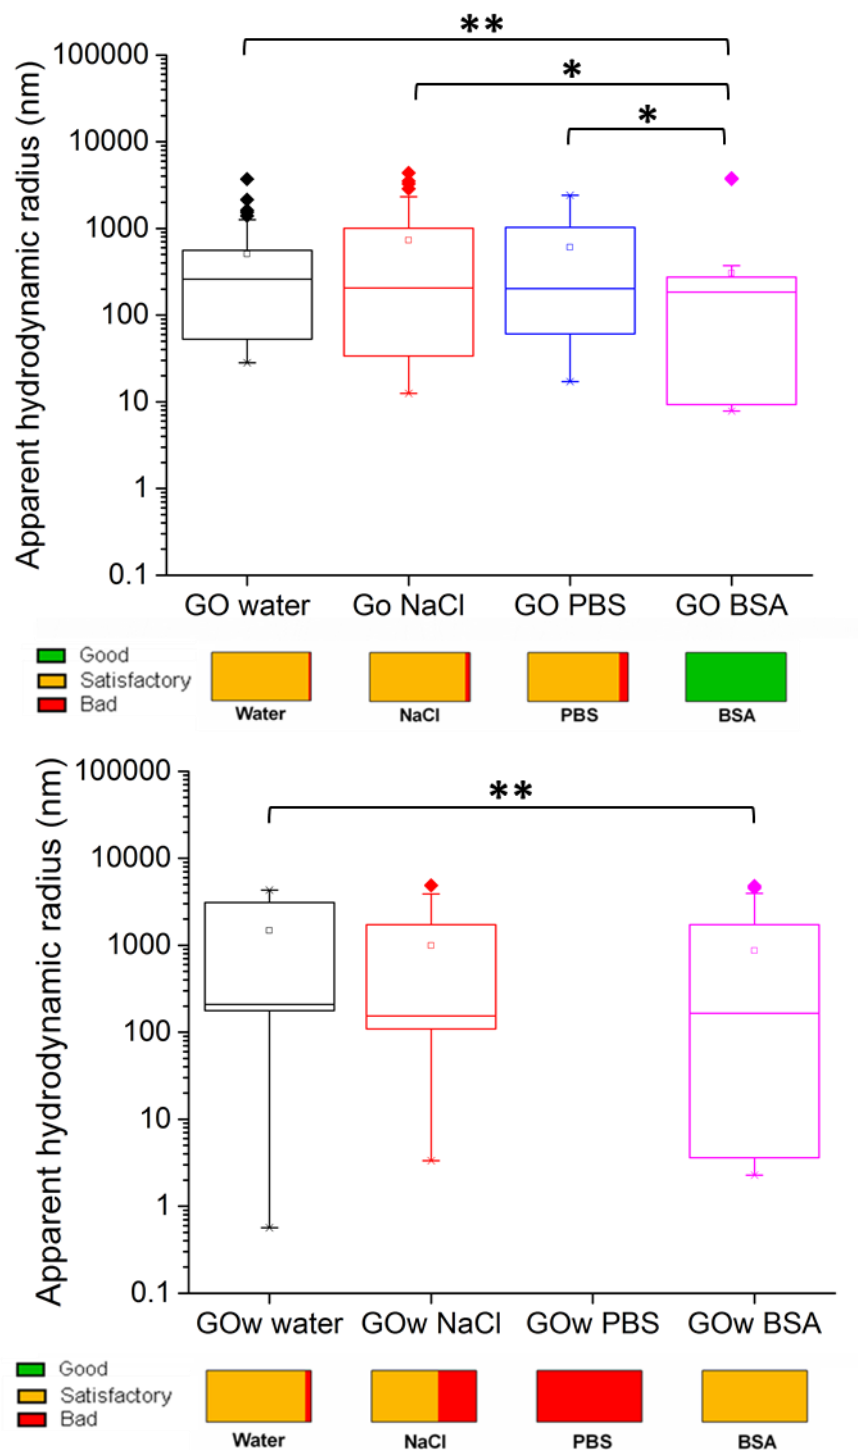 **
100000
*
10000
*
1000
100
10
1
0.1
Apparent hydrodynamic radius (nm)
GO water Go NaCl GO PBS GO BSA
Good
Satisfactory
Bad
Water NaCl PBS BSA
100000
**
10000
1000
100
10
1
0.1
Apparent hydrodynamic radius (nm)
GOw water GOw NaCl GOw PBS GOw BSA
Good
Satisfactory
Bad
Water NaCl PBS BSA